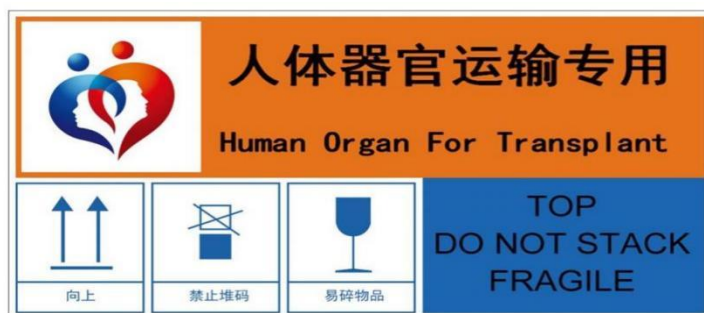 人体器官运输专用
Human Organ For Transplant
向上
禁止堆码
易碎物品
TOP
DO NOT STACK
FRAGILE